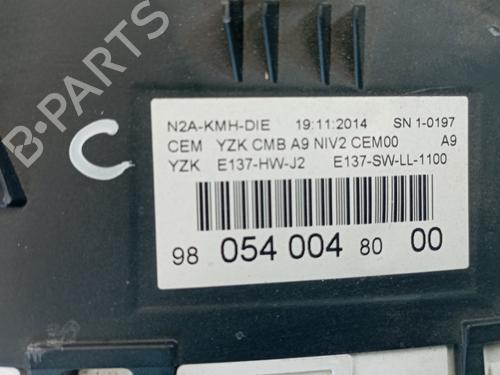 N2A-KMH-DIE 19:11:2014 SN 1-0197
CEM YZK CMB A9 NIV2 CEM00 A9
YZK E137-HW-J2 E137-SW-LL-1100
98 054 004 80 00
C
B-PARTS